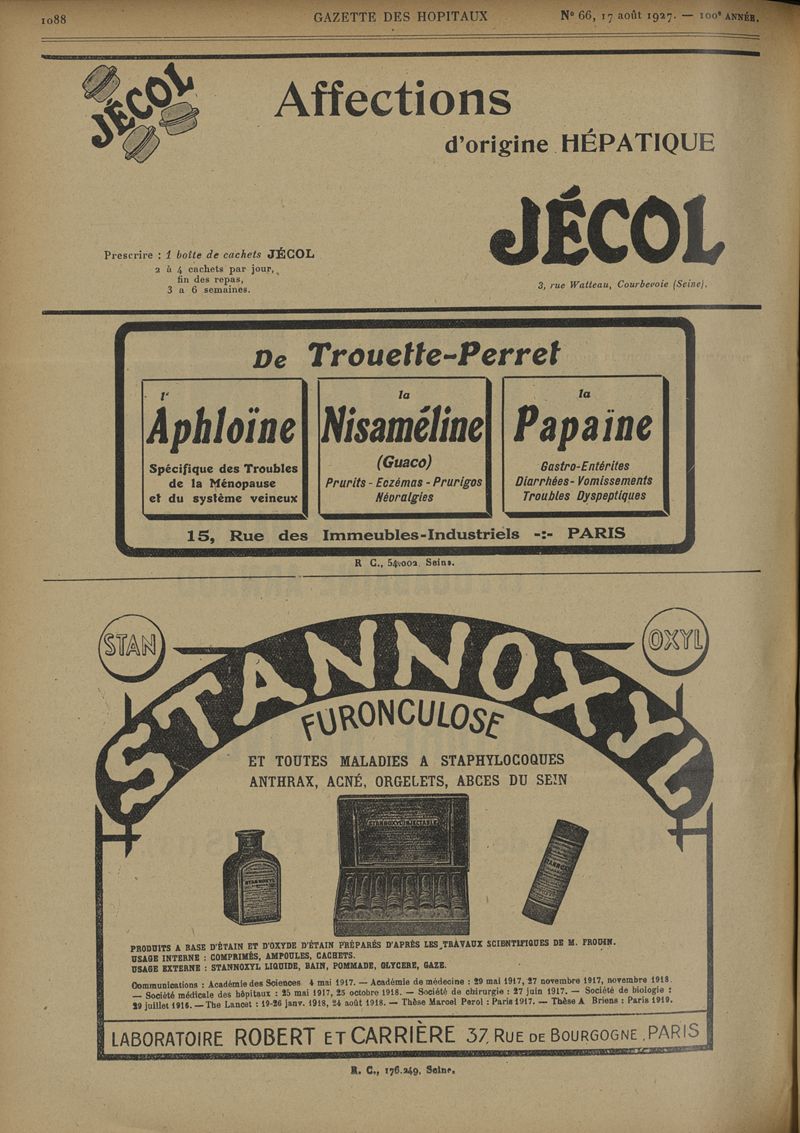 1088
GAZETTE DES HOPITAUX
N° 66, 17 août 1927. — 100e ANNÉE.
JÉCOL
Affections
d'origine HÉPATIQUE
JÉCOL
Prescrire : 1 boîte de cachets JÉCOL
2 à 4 cachets par jour,
fin des repas,
3 a 6 semaines.
3, rue Watteau, Courbevoie (Seine).
De Trouette-Perret
l'
Aphloïne
Spécifique des Troubles
de la Ménopause
et du système veineux
la
Nisaméline
(Guaco)
Prurits - Eczémas - Prurigos
Névralgies
la
Papaïne
Gastro-Entérites
Diarrhées - Vomissements
Troubles Dyspeptiques
15, Rue des Immeubles-Industriels -:- PARIS
R C., 54.002. Seine.
STAN
OXYL
STANNOXYL
FURONCULOSE
ET TOUTES MALADIES A STAPHYLOCOQUES
ANTHRAX, ACNÉ, ORGELETS, ABCES DU SEIN
STANNOXYL INJECTABLE
STANNOXYL
STANNOXYL
PRODUITS A BASE D'ÉTAIN ET D'OXYDE D'ÉTAIN PRÉPARÉS D'APRÈS LES TRAVAUX SCIENTIFIQUES DE M. FROUIN.
USAGE INTERNE : COMPRIMÉS, AMPOULES, CACHETS.
USAGE EXTERNE : STANNOXYL LIQUIDE, BAIN, POMMADE, GLYCERE, GAZE.
Communications : Académie des Sciences 4 mai 1917. — Académie de médecine : 29 mai 1917, 27 novembre 1917, novembre 1918
— Société médicale des hôpitaux : 25 mai 1917, 25 octobre 1918. — Société de chirurgie : 27 juin 1917. — Société de biologie :
29 juillet 1916. — The Lancet : 19-26 janv. 1918, 24 août 1918. — Thèse Marcel Perol : Paris 1917. — Thèse A Briens : Paris 1919.
LABORATOIRE ROBERT ET CARRIÈRE 37, RUE DE BOURGOGNE, PARIS
R. C., 176.249, Seine.